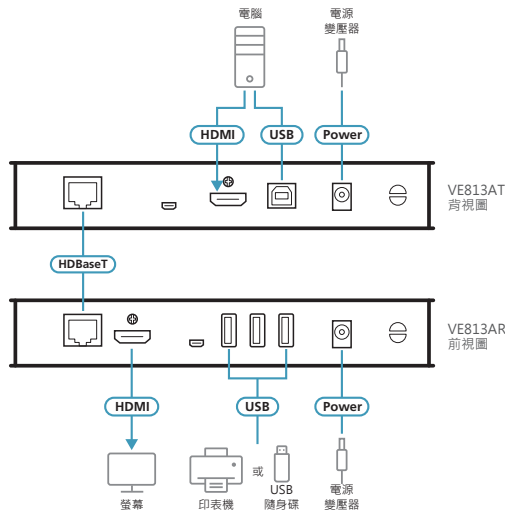 電腦
電源
變壓器
HDMI
USB
Power
VE813AT
背視圖
HDBaseT
VE813AR
前視圖
HDMI
USB
Power
或
螢幕
印表機
USB
隨身碟
電源
變壓器